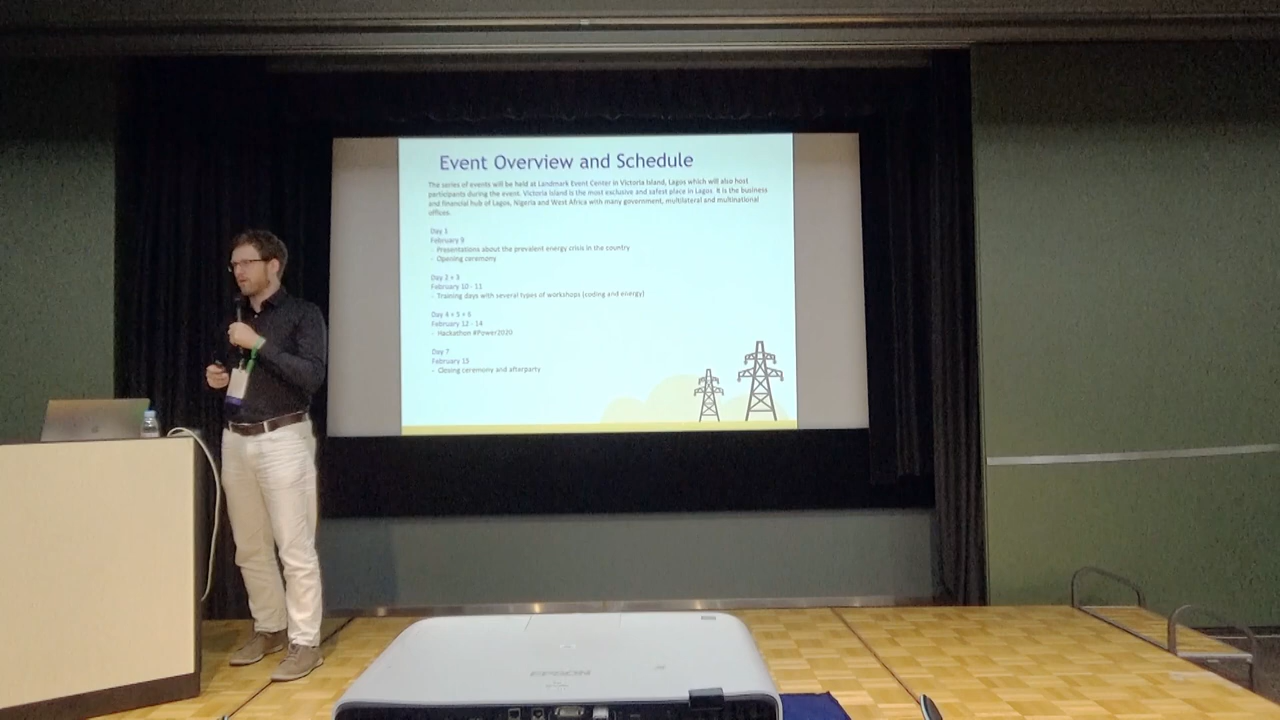 Event Overview and Schedule
The series of events will be held at Landmark Event Center in Victoria Island, Lagos which will also host
participants during the event. Victoria Island is the most exclusive and safest place in Lagos. It is the business
and financial hub of Lagos, Nigeria and West Africa with many government, multilateral and multinational
offices.
Day 1
February 9
- Presentations about the prevalent energy crisis in the country
- Opening ceremony
Day 2 + 3
February 10 - 11
- Training days with several types of workshops (coding and energy)
Day 4 + 5 + 6
February 12 - 14
- Hackathon #Power2020
Day 7
February 15
- Closing ceremony and afterparty
EPSON